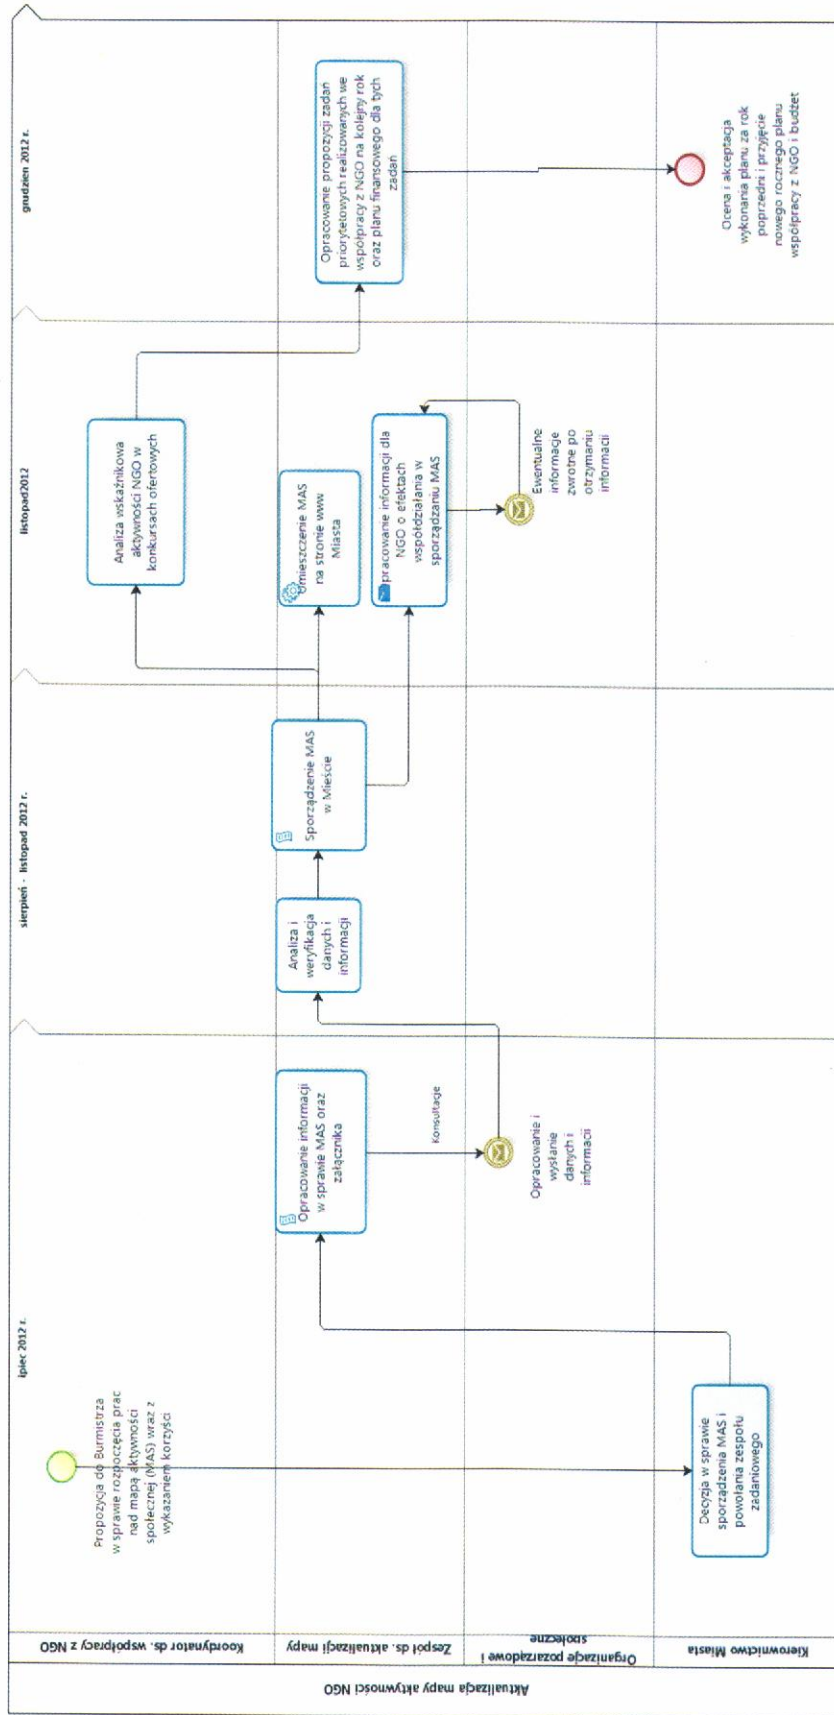 Aktualizacja mapy aktywności NGO
Koordynator ds. współpracy z NGO
Zespół ds. aktualizacji mapy
Organizacje pozarządowe i
społeczne
Kierownictwo Miasta
lipiec 2012 r.
sierpień - listopad 2012 r.
listopad2012
grudzien 2012 r.
Propozycja do Burmistrza
w sprawie rozpoczęcia prac
nad mapą aktywności
społecznej (MAS) wraz z
wykazaniem korzyści
Decyzja w sprawie
sporządzenia MAS i
powołania zespołu
zadaniowego
Opracowanie informacji
w sprawie MAS oraz
załącznika
Konsultacje
Opracowanie i
wysłanie
danych i
informacji
Analiza i
weryfikacja
danych i
informacji
Sporządzenie MAS
w Mieście
Analiza wskaźnikowa
aktywności NGO w
konkursach ofertowych
Umieszczenie MAS
na stronie www
Miasta
pracowanie informacji dla
NGO o efektach
współdziałania w
sporządzaniu MAS
Ewentualne
informacje
zwrotne po
otrzymaniu
informacji
Opracowanie propozycji zadań
priorytetowych realizowanych we
współpracy z NGO na kolejny rok
oraz planu finansowego dla tych
zadań
Ocena i akceptacja
wykonania planu za rok
poprzedni i przyjęcie
nowego rocznego planu
współpracy z NGO i budżet